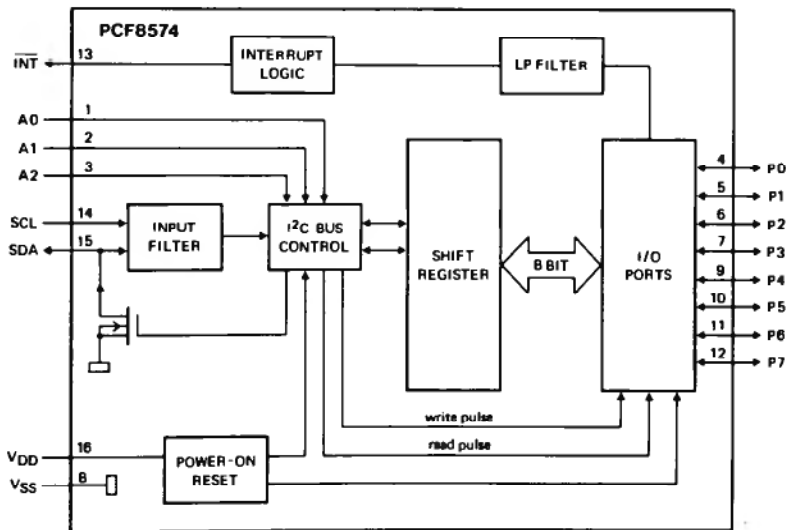 PCF8574
INT
13
INTERRUPT
LOGIC
LP FILTER
A0
1
A1
2
A2
3
SCL
14
SDA
15
INPUT
FILTER
I²C BUS
CONTROL
SHIFT
REGISTER
8 BIT
I/O
PORTS
4
P0
5
P1
6
P2
7
P3
9
P4
10
P5
11
P6
12
P7
write pulse
read pulse
VDD
16
VSS
8
POWER-ON
RESET